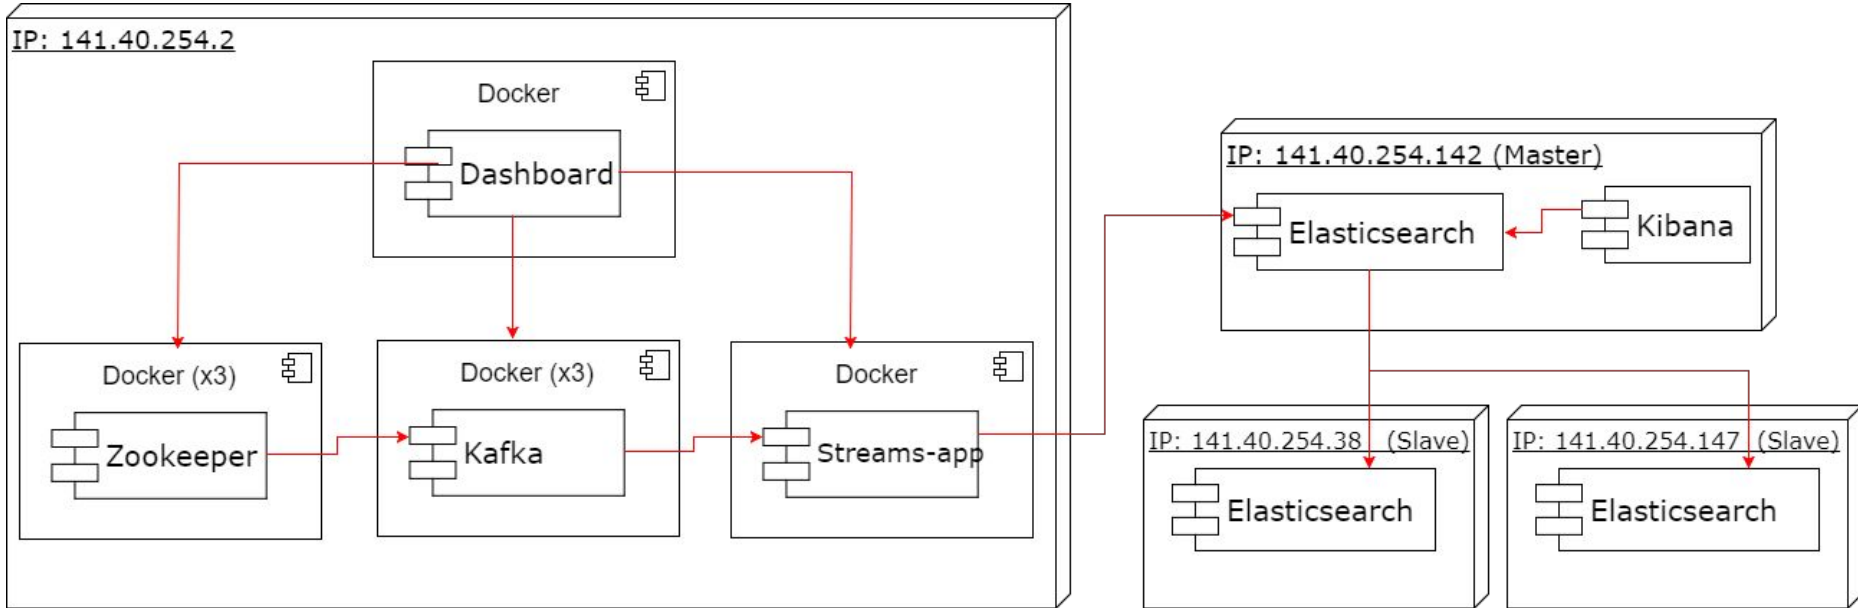 IP: 141.40.254.2
Docker
Dashboard
Docker (x3)
Zookeeper
Docker (x3)
Kafka
Docker
Streams-app
IP: 141.40.254.142 (Master)
Elasticsearch
Kibana
IP: 141.40.254.38 (Slave)
Elasticsearch
IP: 141.40.254.147 (Slave)
Elasticsearch